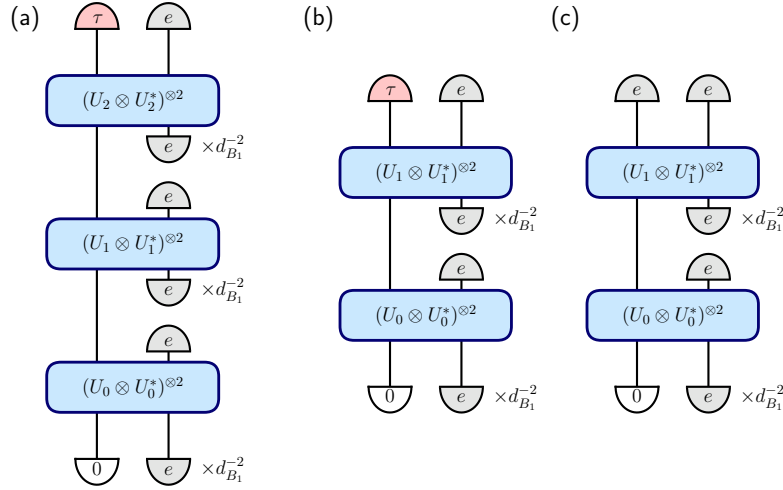 (a)
τ e
(U_2 ⊗ U_2^*)^{⊗2}
e ×d_{B_1}^{-2}
e
(U_1 ⊗ U_1^*)^{⊗2}
e ×d_{B_1}^{-2}
e
(U_0 ⊗ U_0^*)^{⊗2}
0 e ×d_{B_1}^{-2}
(b)
τ e
(U_1 ⊗ U_1^*)^{⊗2}
e ×d_{B_1}^{-2}
e
(U_0 ⊗ U_0^*)^{⊗2}
0 e ×d_{B_1}^{-2}
(c)
e e
(U_1 ⊗ U_1^*)^{⊗2}
e ×d_{B_1}^{-2}
e
(U_0 ⊗ U_0^*)^{⊗2}
0 e ×d_{B_1}^{-2}